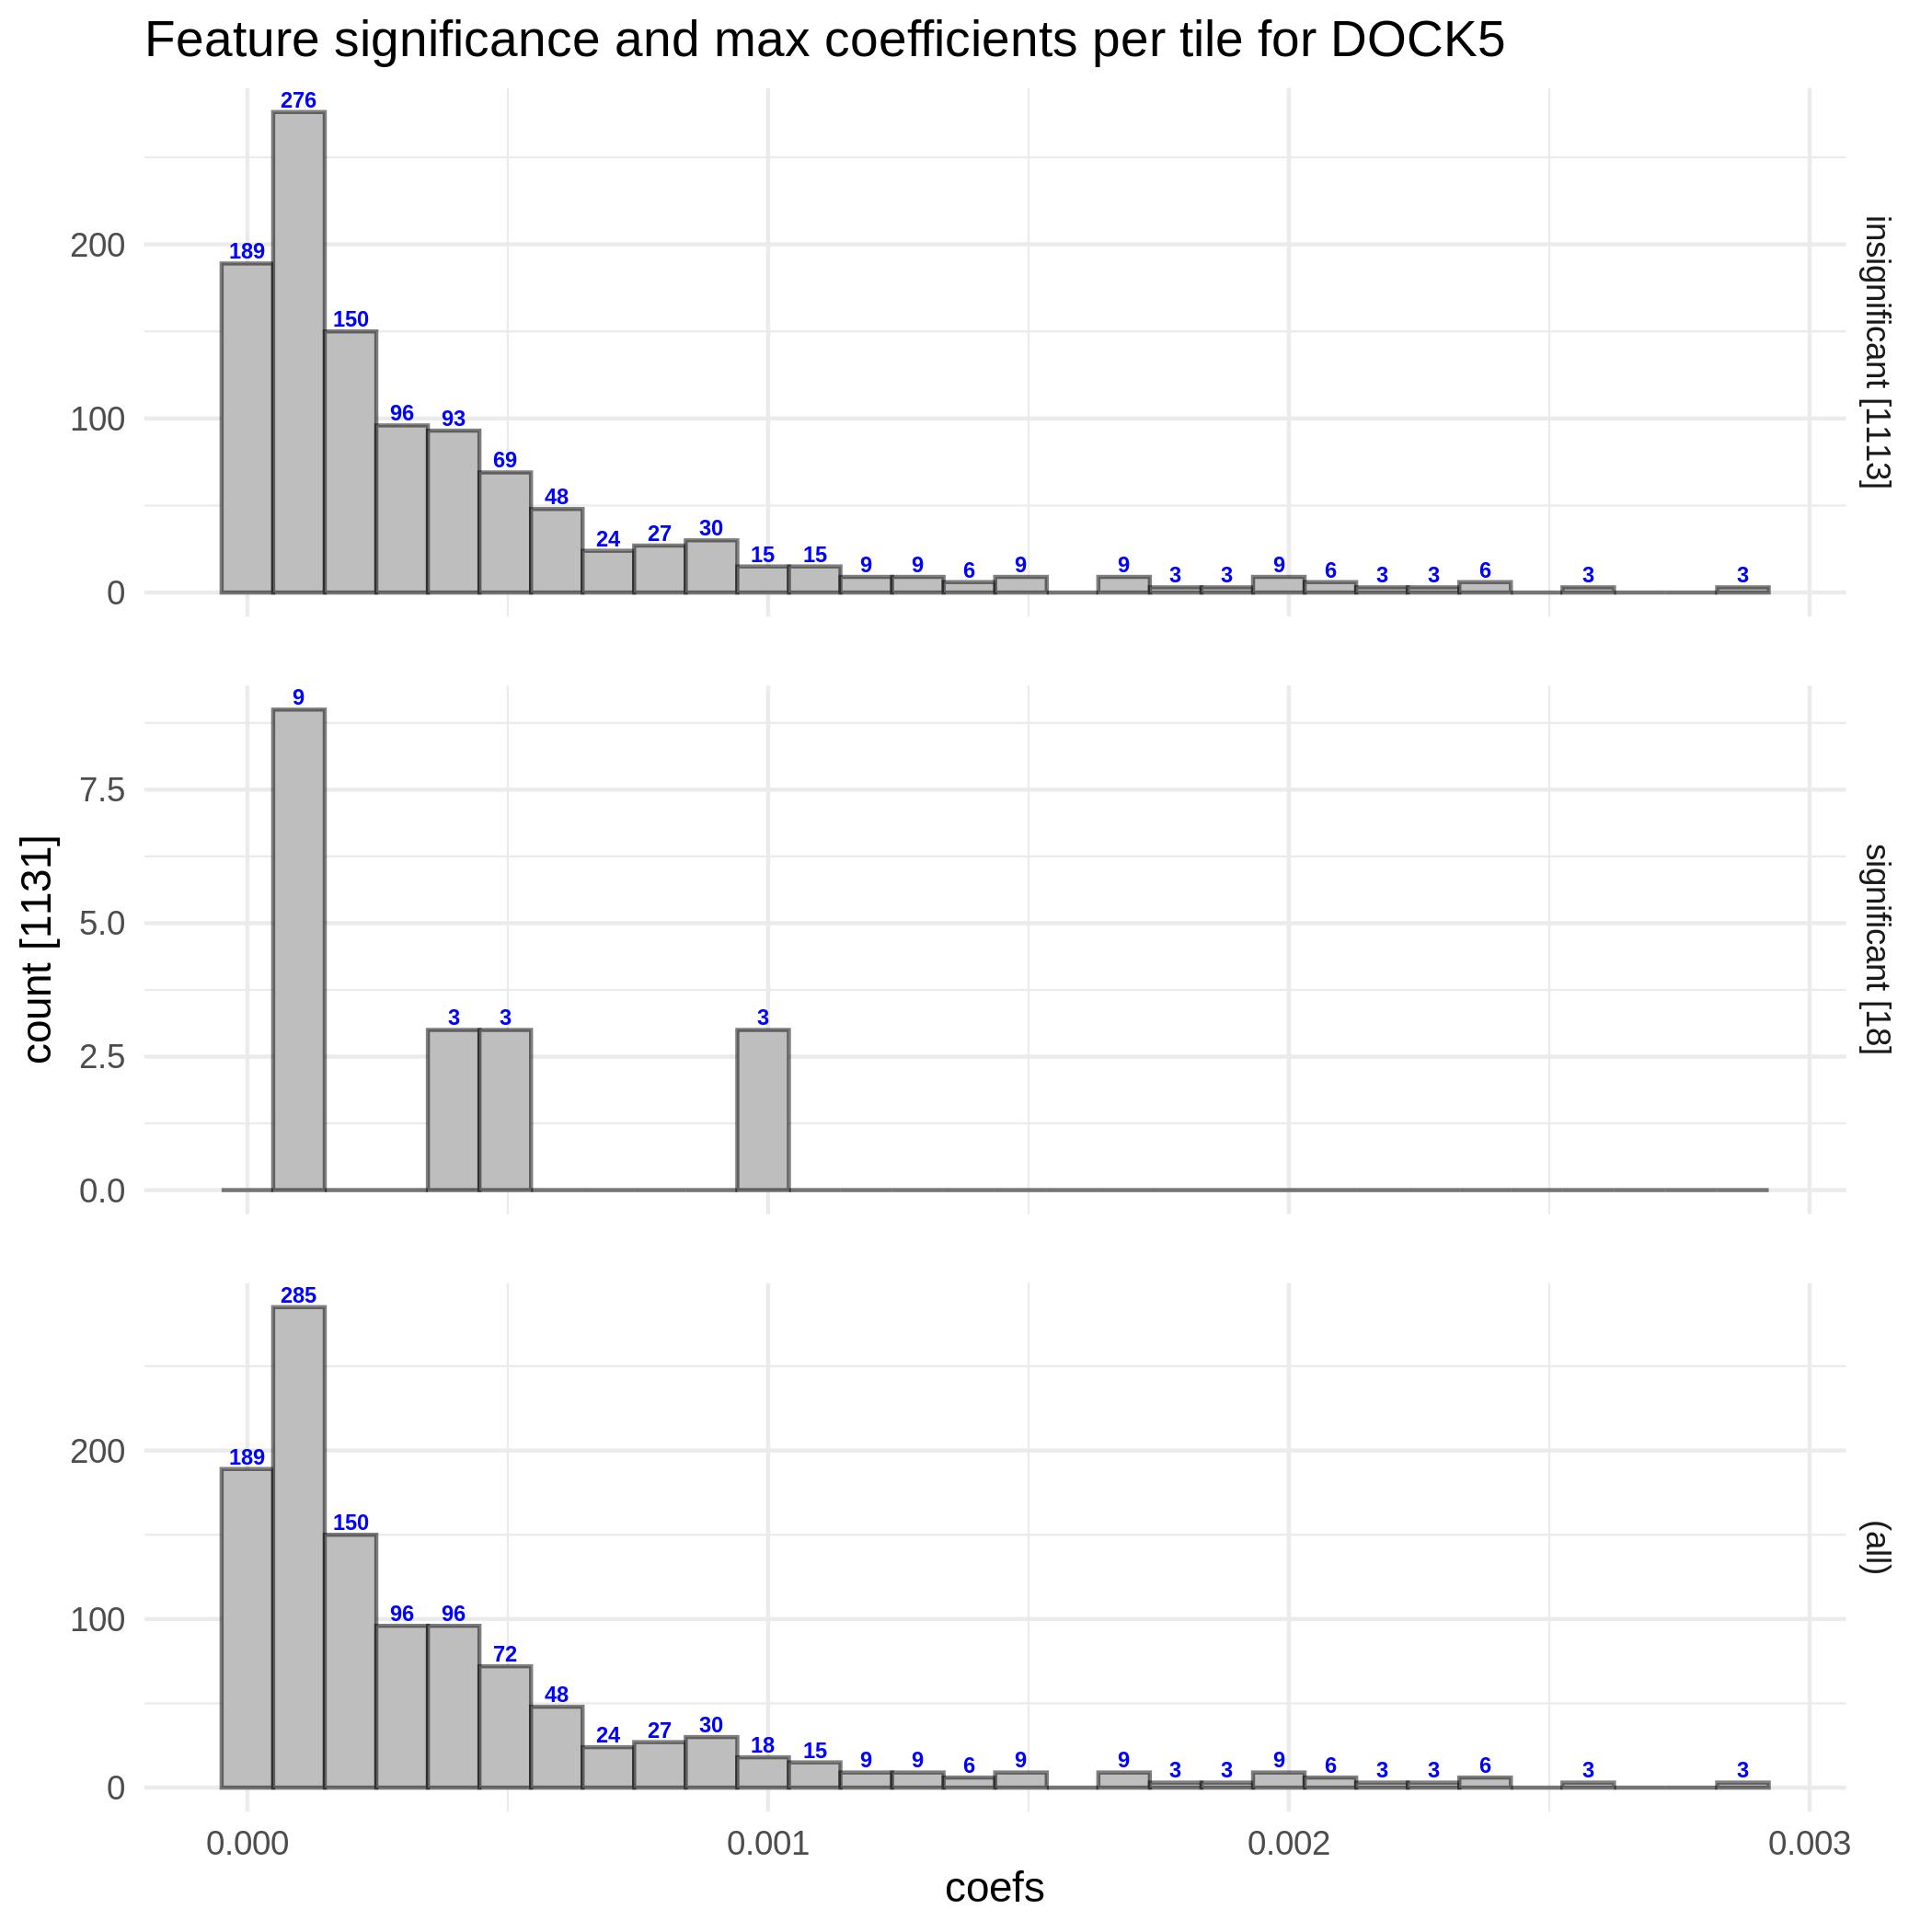 Feature significance and max coefficients per tile for DOCK5
276
189
150
96 93
69
48
24 27 30
15 15 9 9 6 9 9 3 3 9 6 3 3 6 3 3
200
100
0
insignificant [1113]
9
3 3 3
7.5
5.0
2.5
0.0
significant [18]
count [1131]
285
189
150
96 96
72
48
24 27 30
18 15 9 9 6 9 9 3 3 9 6 3 3 6 3 3
200
100
0
(all)
0.000 0.001 0.002 0.003
coefs